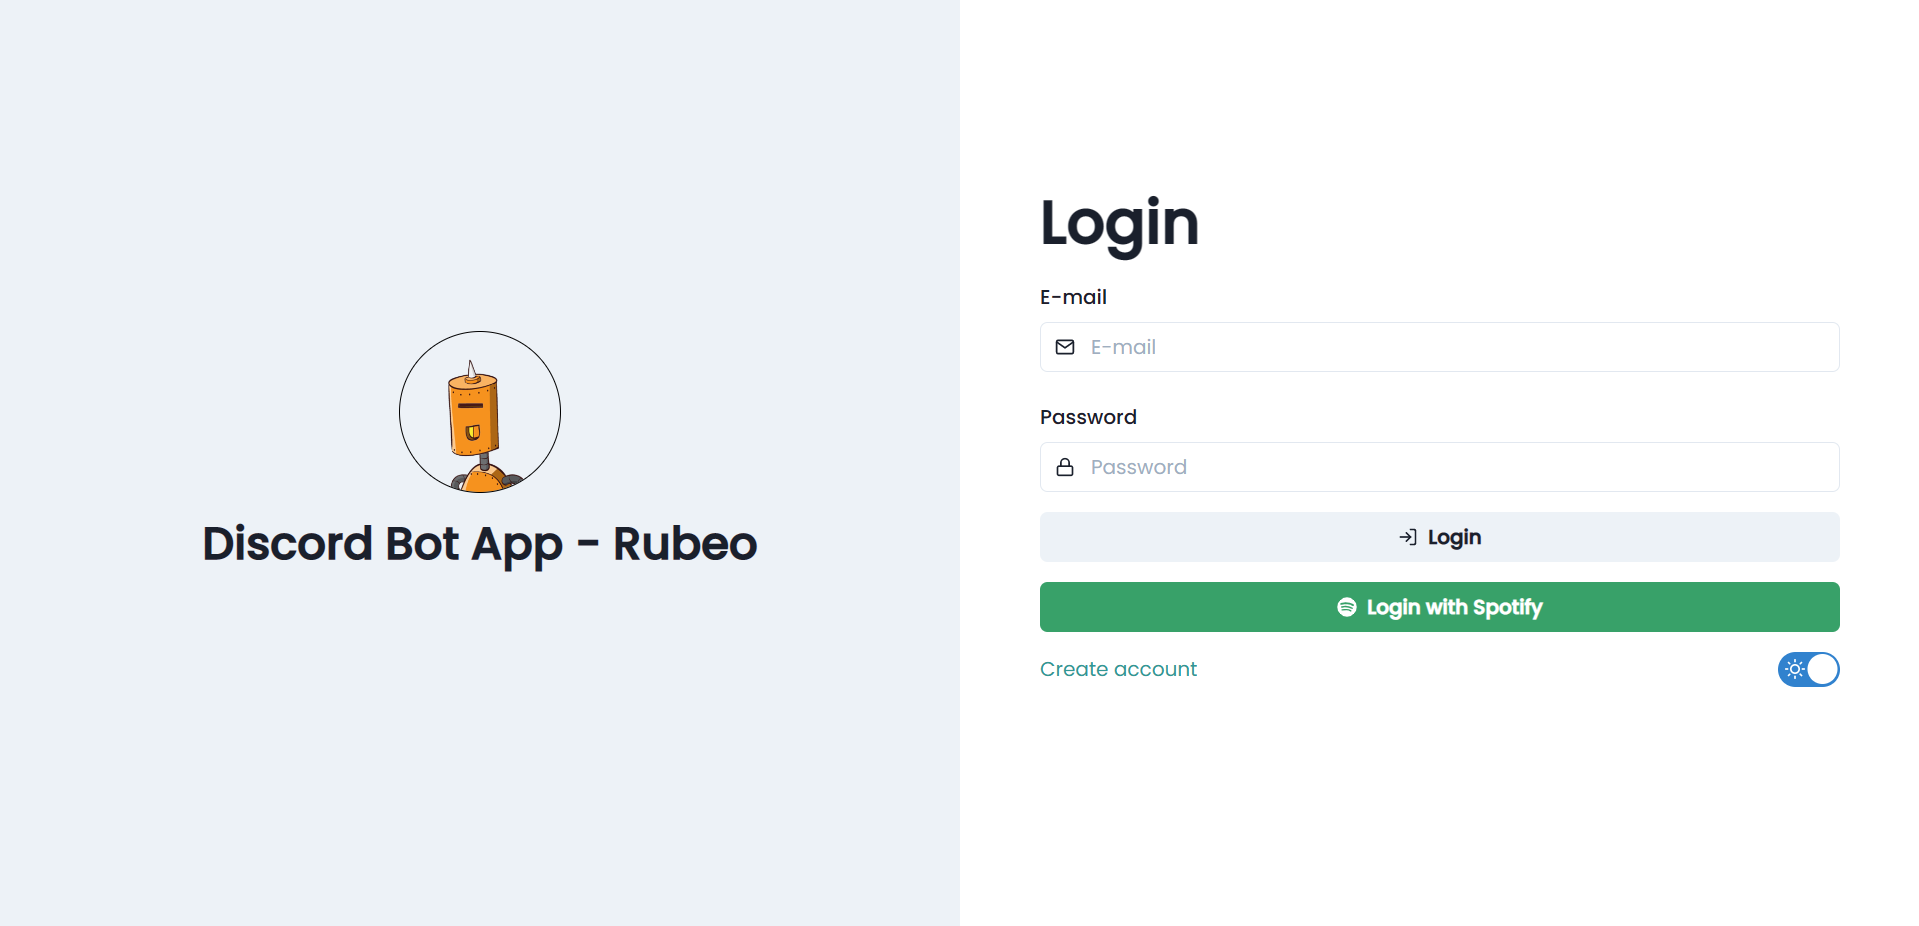 Discord Bot App - Rubeo
Login
E-mail
E-mail
Password
Password
Login
Login with Spotify
Create account